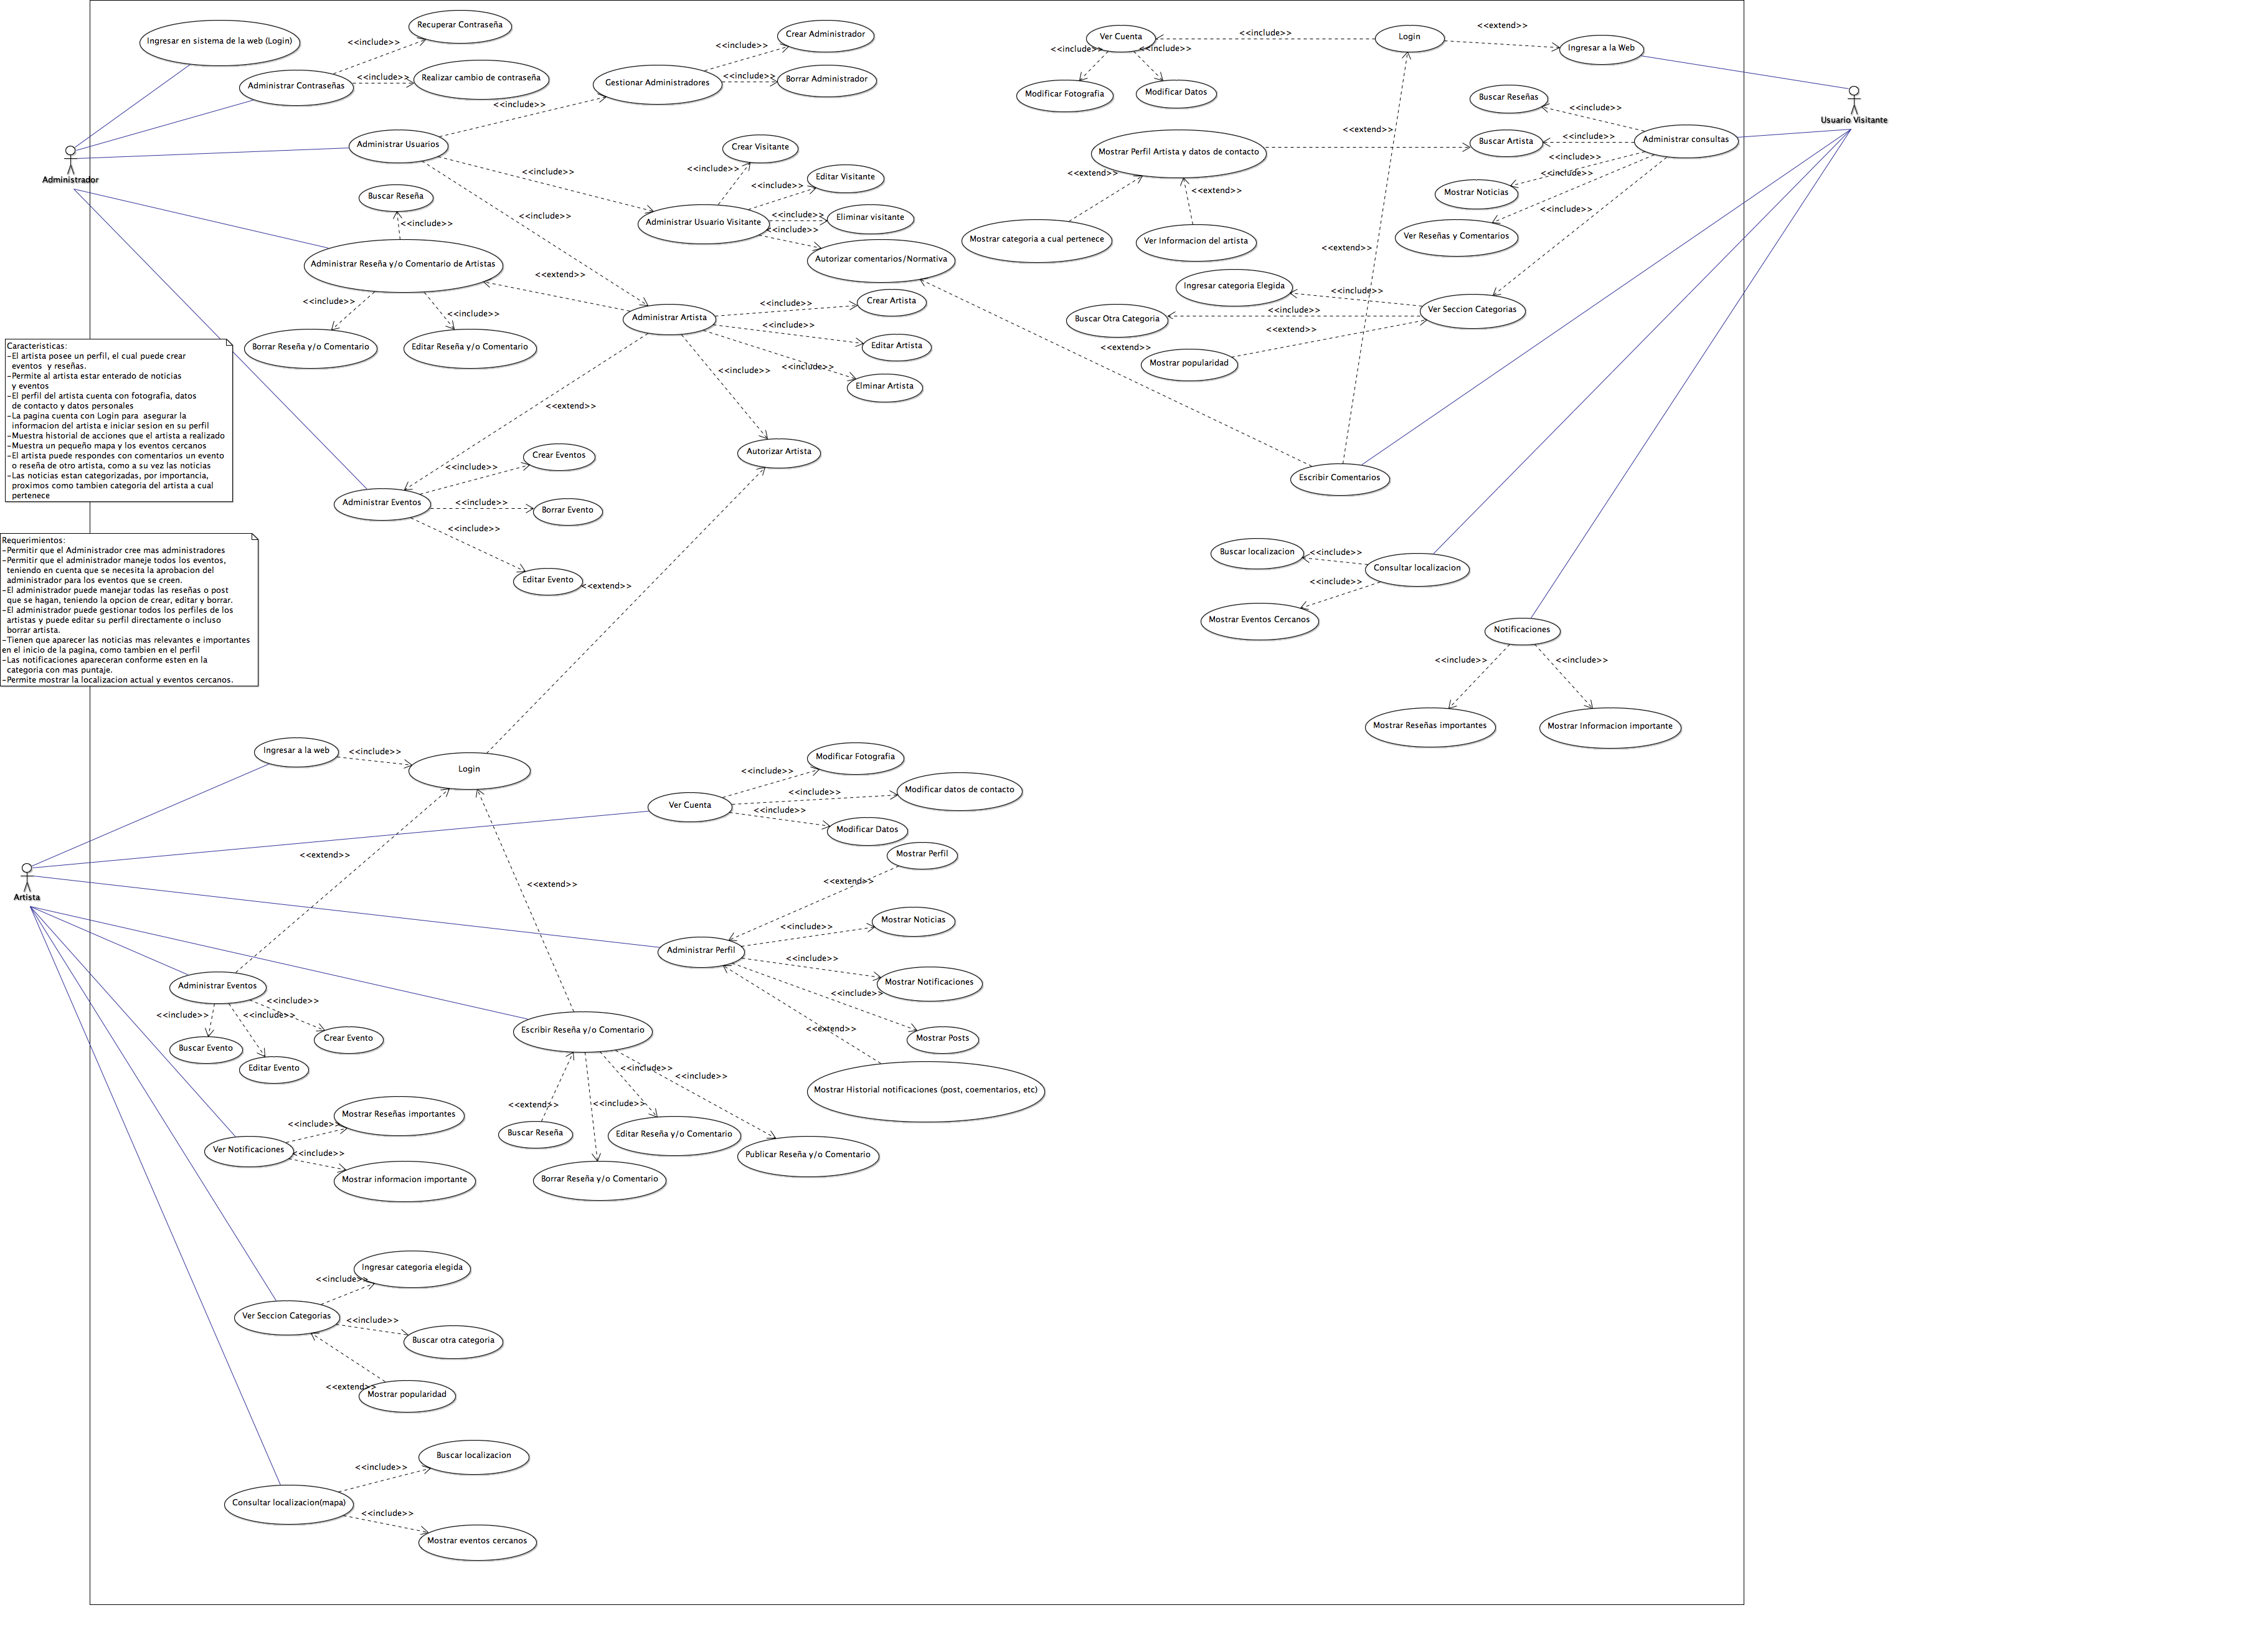 Ingresar en sistema de la web (Login)
Recuperar Contraseña
<<include>>
Administrar Contraseñas
<<include>>
Realizar cambio de contraseña
Gestionar Administradores
<<include>>
Crear Administrador
<<include>>
Borrar Administrador
<<include>>
Administrar Usuarios
Administrador
<<include>>
Crear Visitante
<<include>>
<<include>>
Editar Visitante
Administrar Usuario Visitante
<<include>>
Eliminar visitante
<<include>>
Autorizar comentarios/Normativa
<<include>>
Buscar Reseña
<<include>>
Administrar Reseña y/o Comentario de Artistas
<<extend>>
<<include>>
<<include>>
Borrar Reseña y/o Comentario
Editar Reseña y/o Comentario
Administrar Artista
<<include>>
Crear Artista
<<include>>
Editar Artista
<<include>>
Elminar Artista
<<include>>
<<extend>>
Autorizar Artista
Crear Eventos
<<include>>
Administrar Eventos
<<include>>
Borrar Evento
<<include>>
Editar Evento
<<extend>>
Ver Cuenta
<<include>>
Login
<<extend>>
Ingresar a la Web
<<include>>
<<include>>
Modificar Fotografia
Modificar Datos
Usuario Visitante
Buscar Reseñas
<<include>>
Administrar consultas
Buscar Artista
<<include>>
<<extend>>
Mostrar Perfil Artista y datos de contacto
<<include>>
<<include>>
Mostrar Noticias
<<extend>>
<<extend>>
Mostrar categoria a cual pertenece
Ver Informacion del artista
Ver Reseñas y Comentarios
<<include>>
<<extend>>
Ingresar categoria Elegida
<<include>>
Ver Seccion Categorias
<<include>>
Buscar Otra Categoria
<<extend>>
<<extend>>
Mostrar popularidad
Escribir Comentarios
Buscar localizacion
<<include>>
Consultar localizacion
<<include>>
Mostrar Eventos Cercanos
Notificaciones
<<include>>
<<include>>
Mostrar Reseñas importantes
Mostrar Informacion importante
Caracteristicas:
-El artista posee un perfil, el cual puede crear
eventos y reseñas.
-Permite al artista estar enterado de noticias
y eventos
-El perfil del artista cuenta con fotografia, datos
de contacto y datos personales
-La pagina cuenta con Login para asegurar la
informacion del artista e iniciar sesion en su perfil
-Muestra historial de acciones que el artista a realizado
-Muestra un pequeño mapa y los eventos cercanos
-El artista puede respondes con comentarios un evento
o reseña de otro artista, como a su vez las noticias
-Las noticias estan categorizadas, por importancia,
proximos como tambien categoria del artista a cual
pertenece
Requerimientos:
-Permitir que el Administrador cree mas administradores
-Permitir que el administrador maneje todos los eventos,
teniendo en cuenta que se necesita la aprobacion del
administrador para los eventos que se creen.
-El administrador puede manejar todas las reseñas o post
que se hagan, teniendo la opcion de crear, editar y borrar.
-El administrador puede gestionar todos los perfiles de los
artistas y puede editar su perfil directamente o incluso
borrar artista.
-Tienen que aparecer las noticias mas relevantes e importantes
en el inicio de la pagina, como tambien en el perfil
-Las notificaciones apareceran conforme esten en la
categoria con mas puntaje.
-Permite mostrar la localizacion actual y eventos cercanos.
Ingresar a la web
<<include>>
Login
Ver Cuenta
<<include>>
Modificar Fotografia
<<include>>
Modificar datos de contacto
<<include>>
Modificar Datos
<<extend>>
<<extend>>
Artista
Mostrar Perfil
<<extend>>
Administrar Perfil
<<include>>
Mostrar Noticias
<<include>>
Mostrar Notificaciones
<<include>>
Mostrar Posts
<<extend>>
Mostrar Historial notificaciones (post, coementarios, etc)
Administrar Eventos
<<include>>
<<include>>
<<include>>
Buscar Evento
Crear Evento
Editar Evento
Escribir Reseña y/o Comentario
<<include>>
<<include>>
<<extend>>
<<include>>
Buscar Reseña
Editar Reseña y/o Comentario
Publicar Reseña y/o Comentario
Borrar Reseña y/o Comentario
Mostrar Reseñas importantes
<<include>>
Ver Notificaciones
<<include>>
Mostrar informacion importante
Ingresar categoria elegida
<<include>>
Ver Seccion Categorias
<<include>>
Buscar otra categoria
<<extend>>
Mostrar popularidad
Buscar localizacion
<<include>>
Consultar localizacion(mapa)
<<include>>
Mostrar eventos cercanos